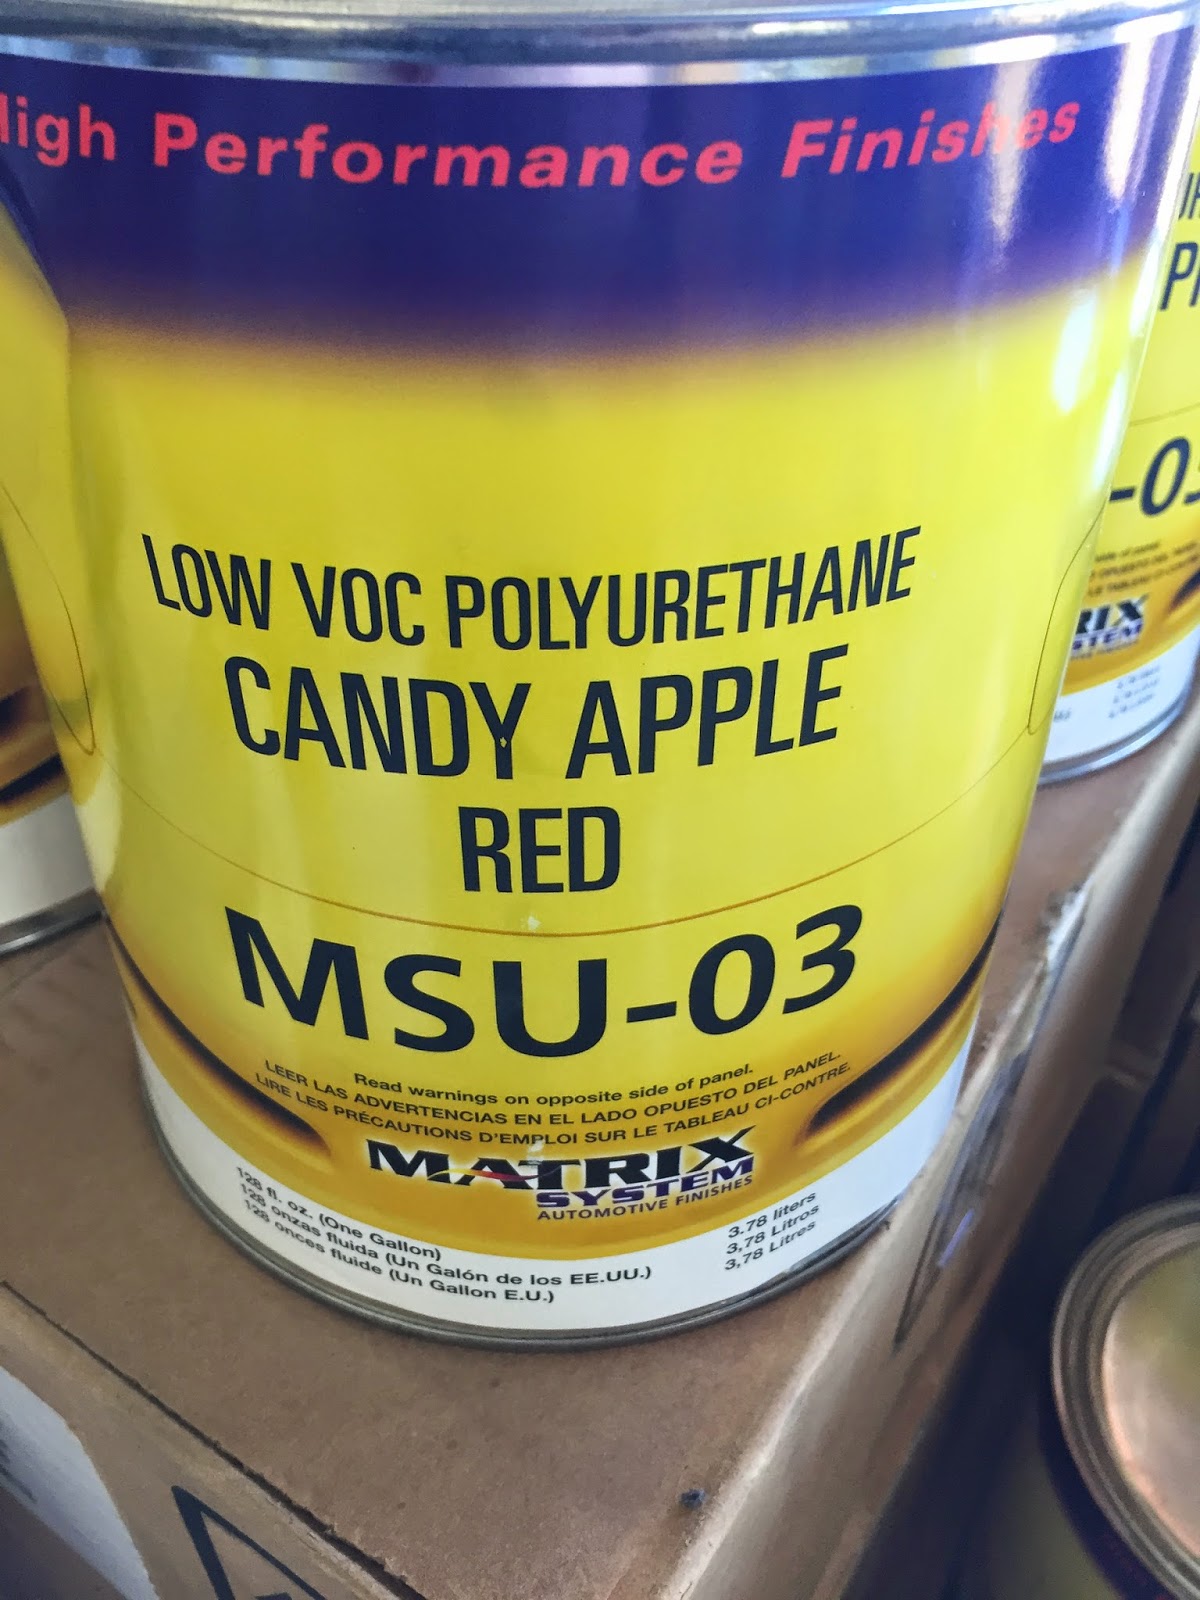 High Performance Finishes
LOW VOC POLYURETHANE
CANDY APPLE
RED
MSU-03
Read warnings on opposite side of panel.
LEER LAS ADVERTENCIAS EN EL LADO OPUESTO DEL PANEL.
LIRE LES PRÉCAUTIONS D'EMPLOI SUR LE TABLEAU CI-CONTRE.
MATRIX
SYSTEM
AUTOMOTIVE FINISHES
128 fl. oz. (One Gallon) 3.78 liters
128 onzas fluida (Un Galón de los EE.UU.) 3,78 Litros
128 onces fluide (Un Gallon E.U.) 3,78 Litres
-03
RIX
STEM